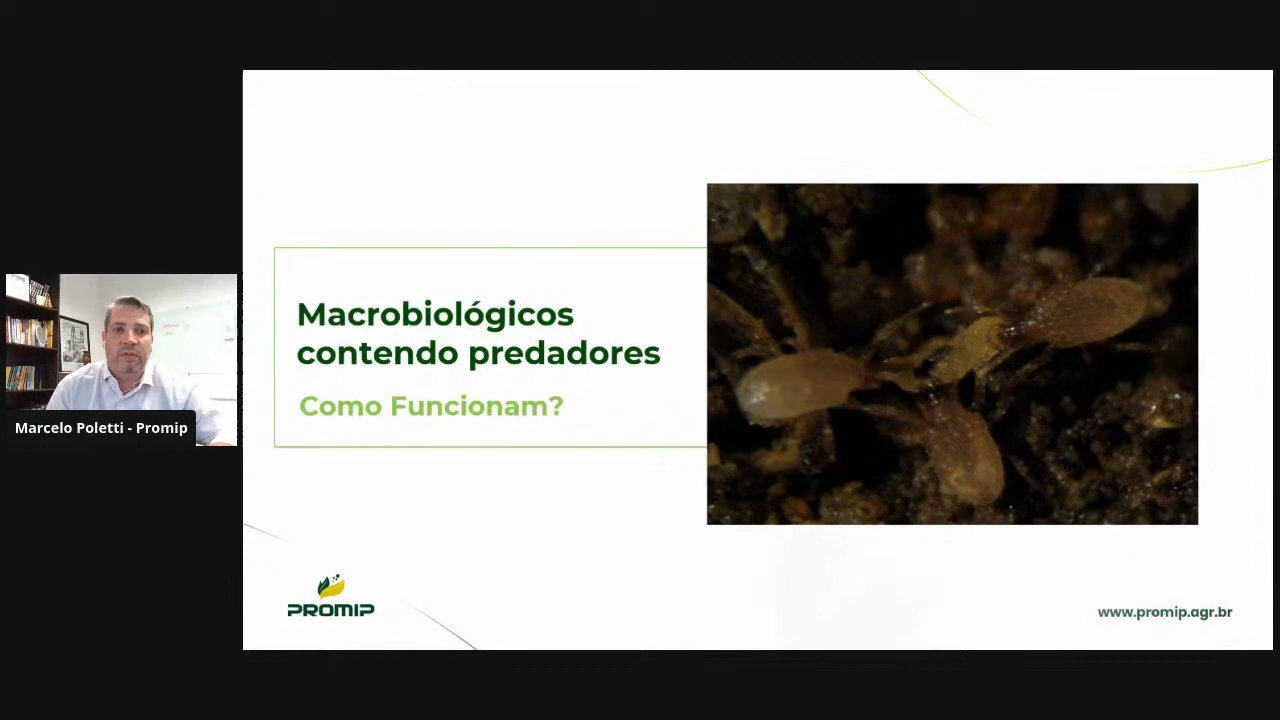 Macrobiológicos
contendo predadores
Como Funcionam?
Marcelo Poletti - Promip
PROMIP
www.promip.agr.br